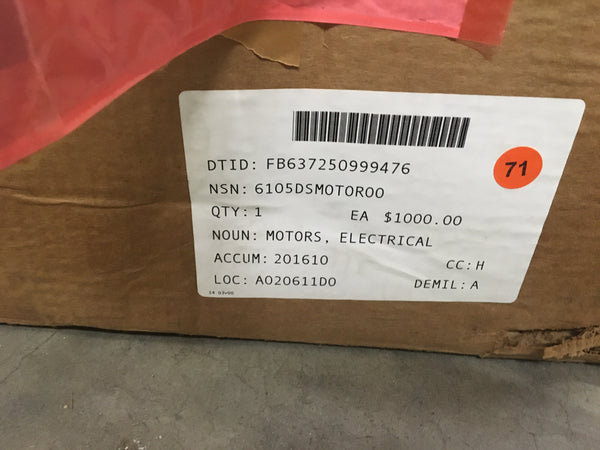 DTID: FB637250999476
71
NSN: 6105DSMOTOR00
QTY: 1 EA $1000.00
NOUN: MOTORS, ELECTRICAL
ACCUM: 201610 CC: H
LOC: A020611D0 DEMIL: A